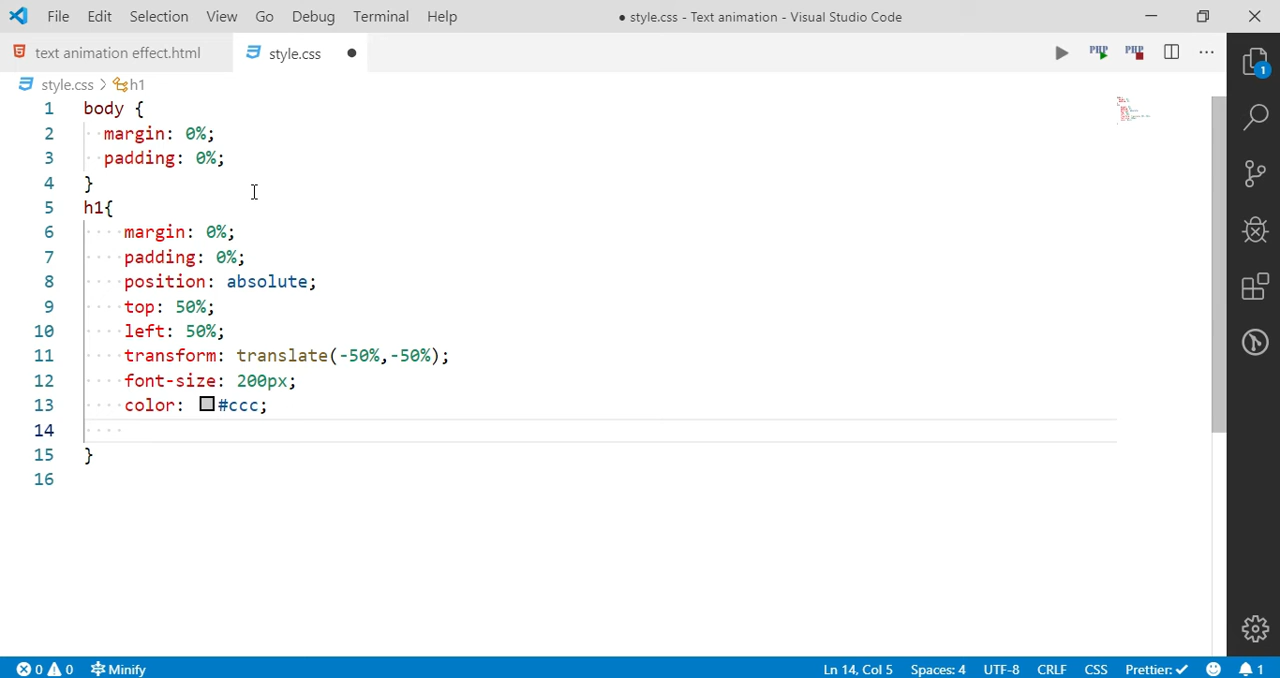 File Edit Selection View Go Debug Terminal Help ● style.css - Text animation - Visual Studio Code
text animation effect.html style.css ● PHP PHP ...
style.css > h1 1
1 body {
2 margin: 0%;
3 padding: 0%;
4 }
5 h1{
6 margin: 0%;
7 padding: 0%;
8 position: absolute;
9 top: 50%;
10 left: 50%;
11 transform: translate(-50%,-50%);
12 font-size: 200px;
13 color: #ccc;
14
15 }
16
0 0 Minify Ln 14, Col 5 Spaces: 4 UTF-8 CRLF CSS Prettier: ✓ 1